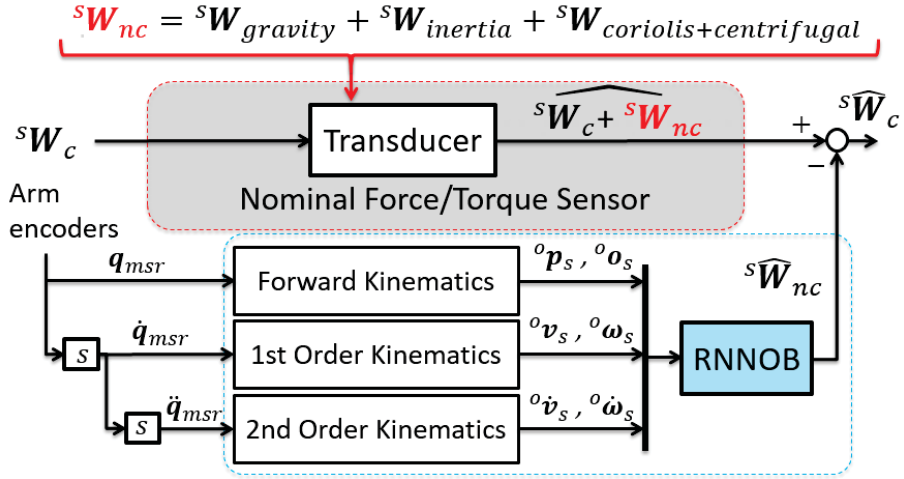 ˢW_nc = ˢW_gravity + ˢW_inertia + ˢW_coriolis+centrifugal
ˢW_c
Transducer
ˢW_c + ˢW_nc
+
−
ˢŴ_c
Nominal Force/Torque Sensor
Arm
encoders
q_msr
Forward Kinematics
ᴼp_s , ᴼo_s
ˢŴ_nc
s
q̇_msr
1st Order Kinematics
ᴼv_s , ᴼω_s
RNNOB
s
q̈_msr
2nd Order Kinematics
ᴼv̇_s , ᴼω̇_s